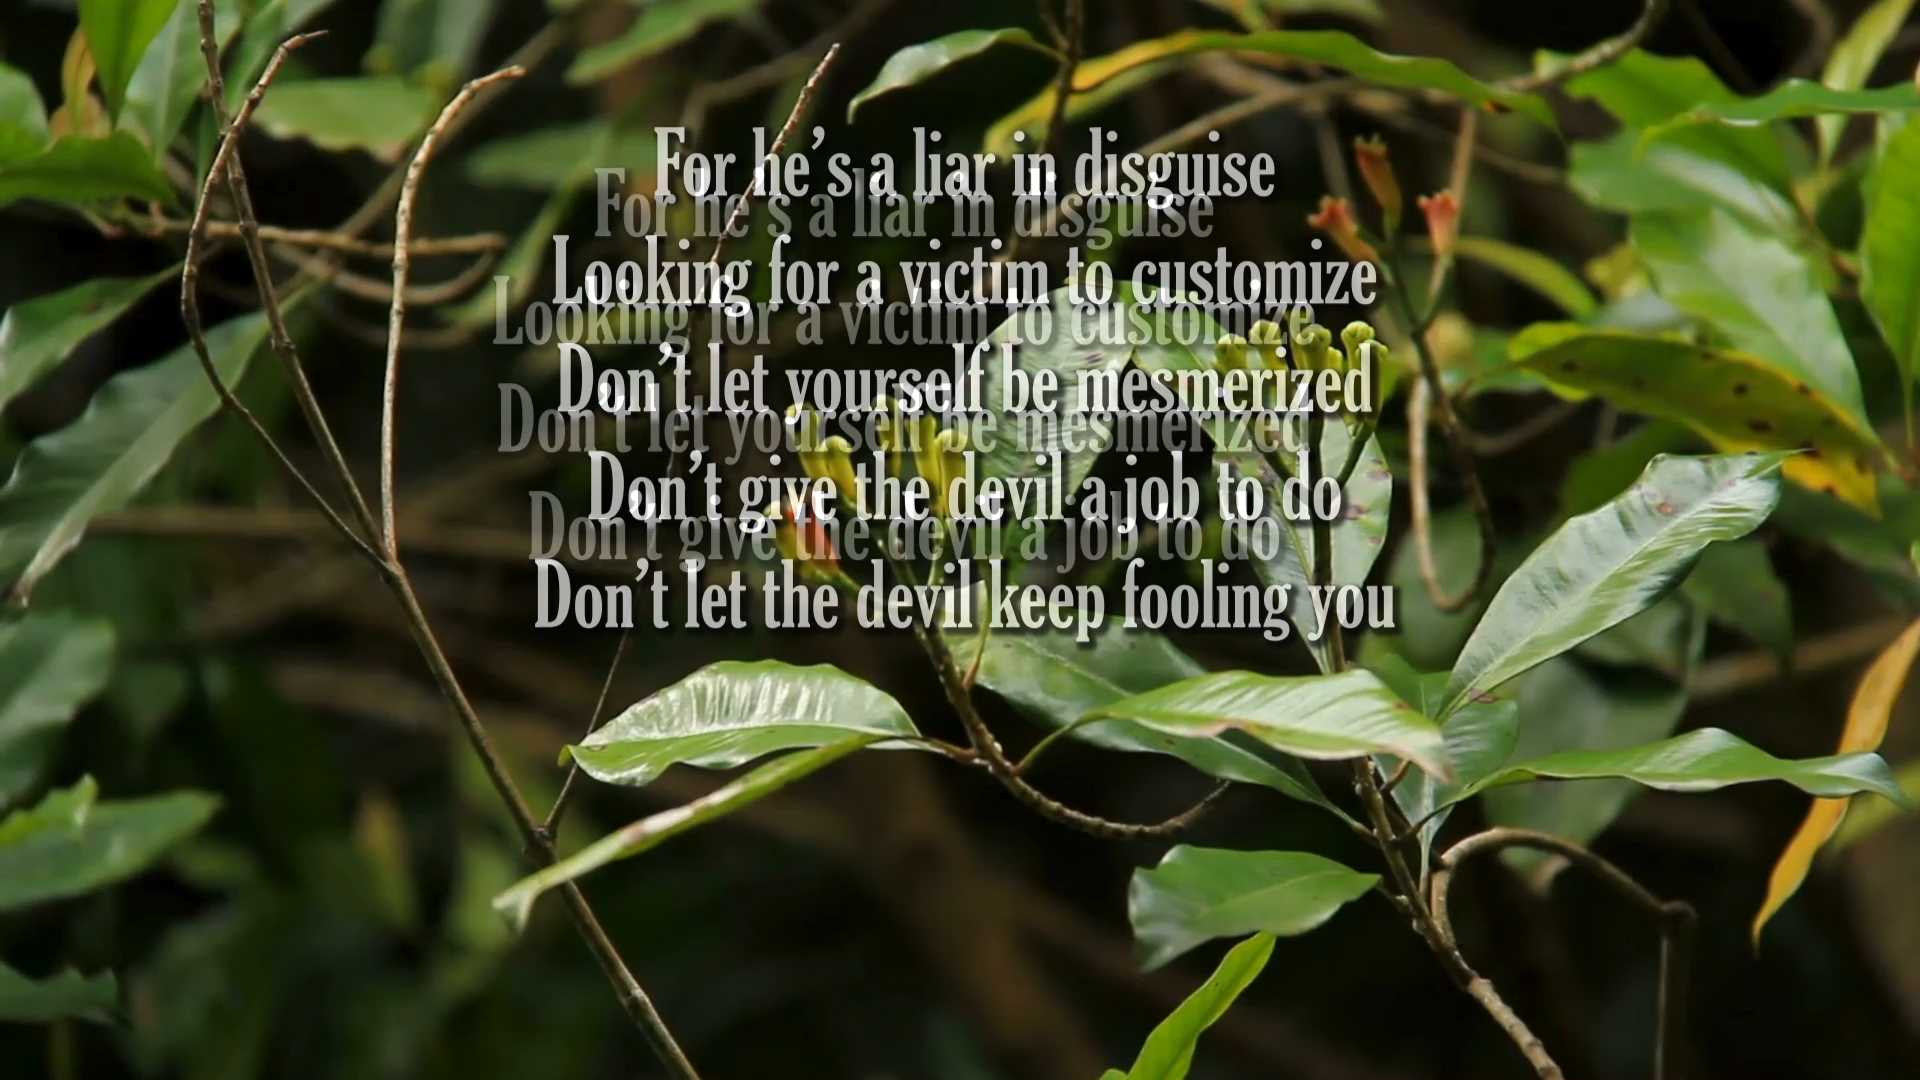 For he's a liar in disguise
Looking for a victim to customize
Don't let yourself be mesmerized
Don't give the devil a job to do
Don't let the devil keep fooling you